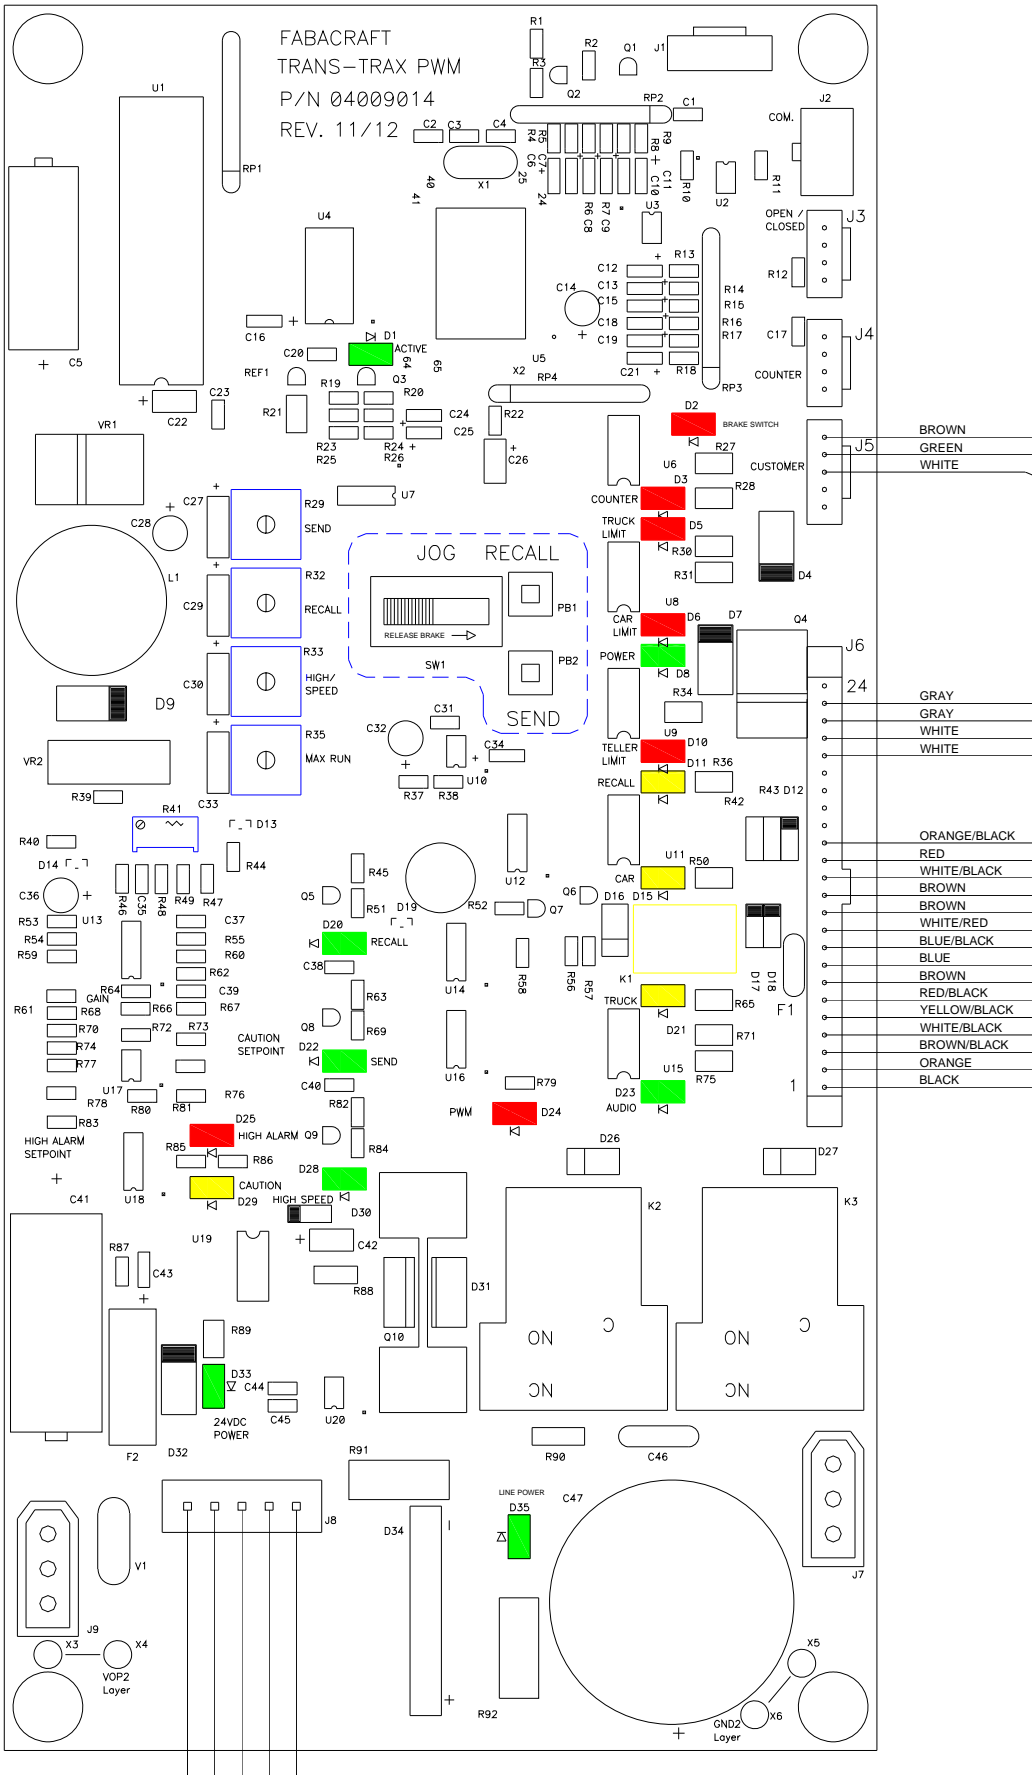 FABACRAFT
TRANS-TRAX PWM
P/N 04009014
REV. 11/12
R1
R2
Q1
J1
R3
Q2
RP2
C1
J2
COM.
U1
RP1
C2
C3
C4
R4
R5
C6
C7+
R9
R8
C10
C11
R10
R11
U2
X1
25
40
41
24
R6
C8
R7
C9
U3
OPEN /
CLOSED
J3
R12
U4
C12
R13
C13
R14
C14
C15
R15
C18
R16
C19
R17
C21
R18
C16
D1
ACTIVE
C20
64
65
U5
X2
RP4
RP3
C17
J4
COUNTER
C5
REF1
Q3
R19
R20
C22
C23
R21
C24
R22
C25
R23
R24
R25
R26
C26
D2
BRAKE SWITCH
J5
CUSTOMER
BROWN
GREEN
WHITE
VR1
U6
R27
D3
COUNTER
R28
TRUCK
LIMIT
D5
C27
R29
SEND
U7
C28
JOG
RECALL
R30
R31
D4
L1
R32
C29
RECALL
PB1
RELEASE BRAKE
SW1
PB2
SEND
U8
D6
CAR
LIMIT
D7
Q4
J6
POWER
D8
24
R33
C30
HIGH/
SPEED
D9
R34
C31
C32
U9
R35
MAX RUN
VR2
C33
C34
U10
R37
R38
TELLER
LIMIT
D10
D11
R36
RECALL
R42
R43
D12
R39
R41
D13
R40
D14
R44
R45
U12
U11
R50
CAR
D15
D16
Q6
Q7
R52
D19
R51
Q5
C36
R46
C35
R48
R49
R47
R53
U13
C37
R54
R55
R59
R60
R62
D20
RECALL
C38
U14
R58
R56
R57
K1
D17
D18
F1
R61
GAIN
R64
C39
R68
R66
R67
R63
R69
Q8
TRUCK
R65
D21
R71
R70
R72
R73
R74
R77
CAUTION
SETPOINT
D22
SEND
U16
U15
R75
D23
AUDIO
1
U17
R78
R80
R81
R76
C40
R79
R82
R83
PWM
D24
D25
HIGH ALARM
Q9
R84
HIGH ALARM
SETPOINT
R85
R86
D26
D27
C41
U18
CAUTION
D29
D28
HIGH SPEED
D30
K2
K3
U19
C42
R87
C43
R88
D31
Q10
R89
C
NO
NC
C
NO
NC
D33
C44
C45
24VDC
POWER
D32
F2
U20
R91
R90
C46
J8
D34
LINE POWER
D35
C47
J7
V1
J9
X3
X4
VOP2
Layer
R92
X5
X6
GND2
Layer
GRAY
GRAY
WHITE
WHITE
ORANGE/BLACK
RED
WHITE/BLACK
BROWN
BROWN
WHITE/RED
BLUE/BLACK
BLUE
BROWN
RED/BLACK
YELLOW/BLACK
WHITE/BLACK
BROWN/BLACK
ORANGE
BLACK